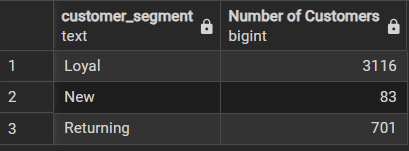 customer_segment Number of Customers
text bigint
1 Loyal 3116
2 New 83
3 Returning 701